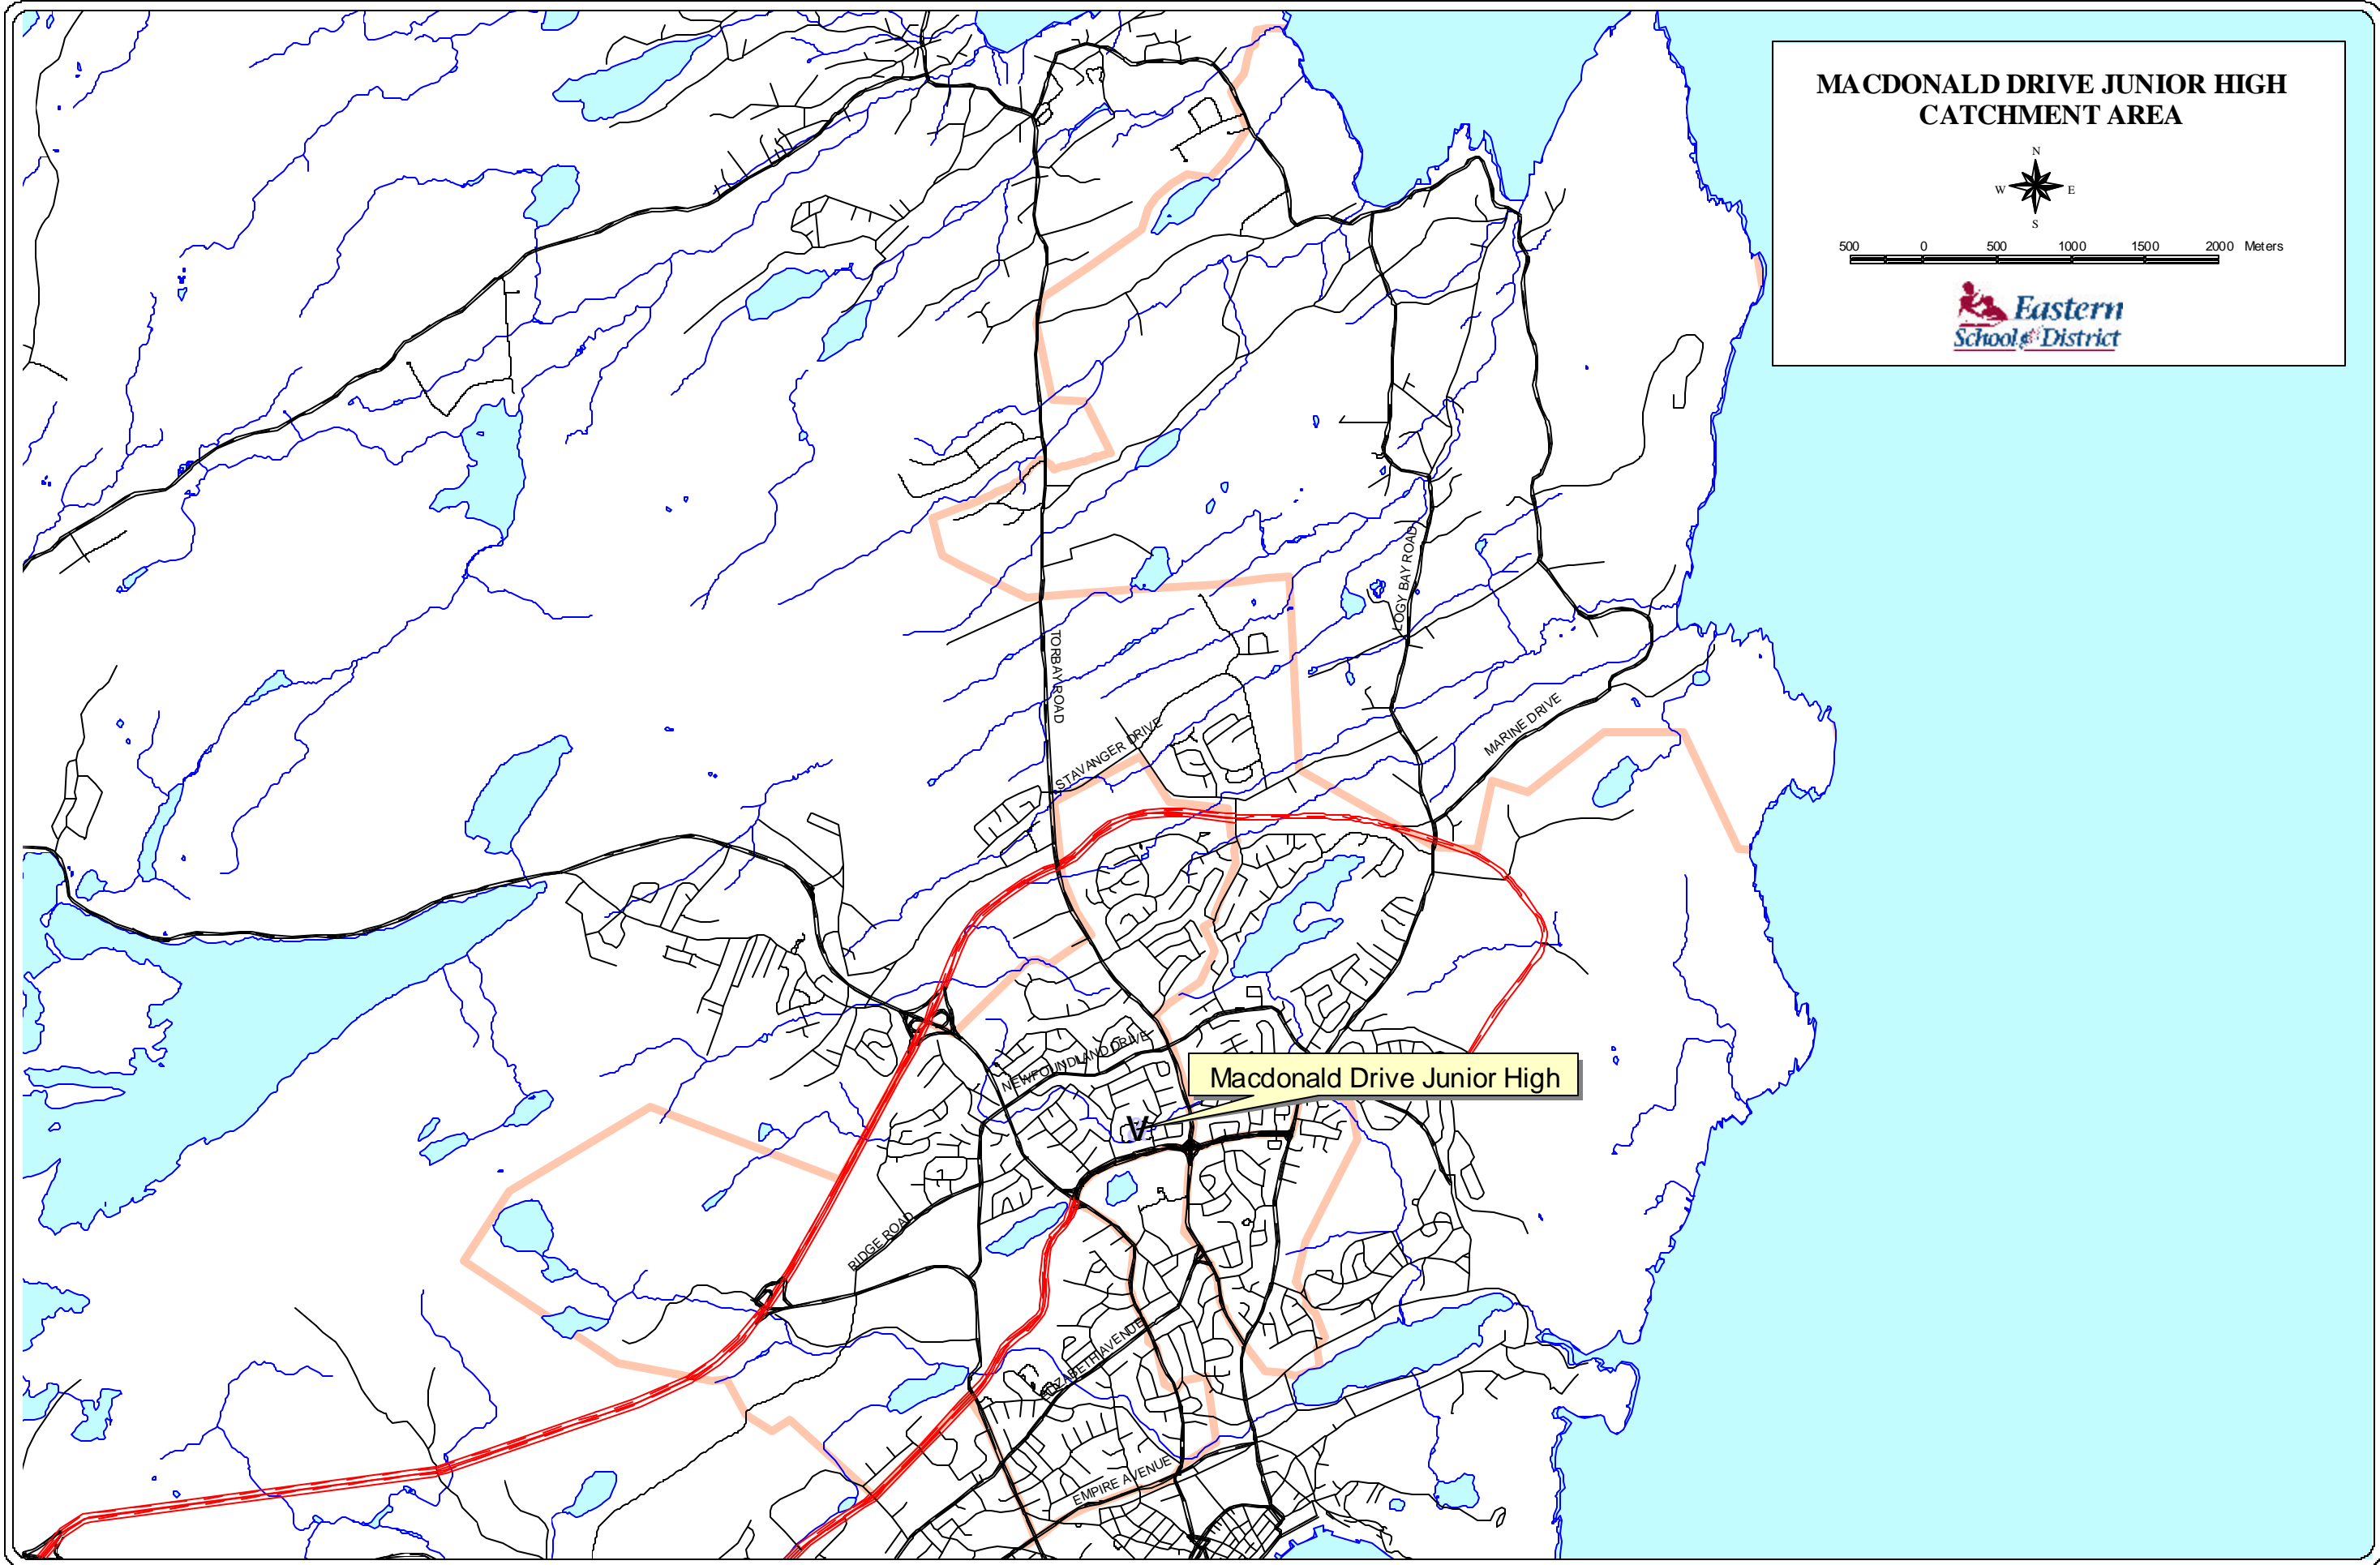 MACDONALD DRIVE JUNIOR HIGH
CATCHMENT AREA
N
W E
S
500 0 500 1000 1500 2000 Meters
Eastern
School District
LOGY BAY ROAD
TORBAY ROAD
STAVANGER DRIVE
MARINE DRIVE
NEWFOUNDLAND DRIVE
Macdonald Drive Junior High
RIDGE ROAD
ELIZABETH AVENUE
EMPIRE AVENUE